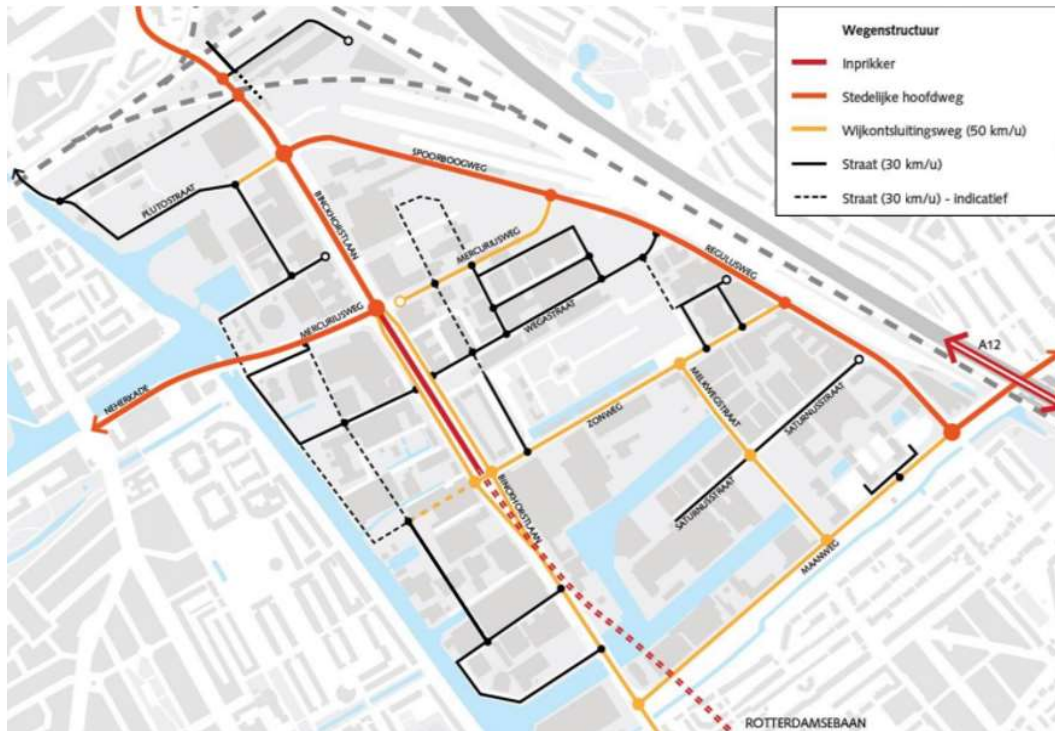 Wegenstructuur
Inprikker
Stedelijke hoofdweg
Wijkontsluitingsweg (50 km/u)
Straat (30 km/u)
Straat (30 km/u) - indicatief
SPOORBOOGWEG
PLUTOSTRAAT
BINCKHORSTLAAN
MERCURIUSWEG
REGULUSWEG
MERCURIUSWEG
WEGASTRAAT
A12
NEHERKADE
ZONWEG
MELKWEGSTRAAT
SATURNUSSTRAAT
SATURNUSSTRAAT
BINCKHORSTLAAN
MAANWEG
ROTTERDAMSEBAAN